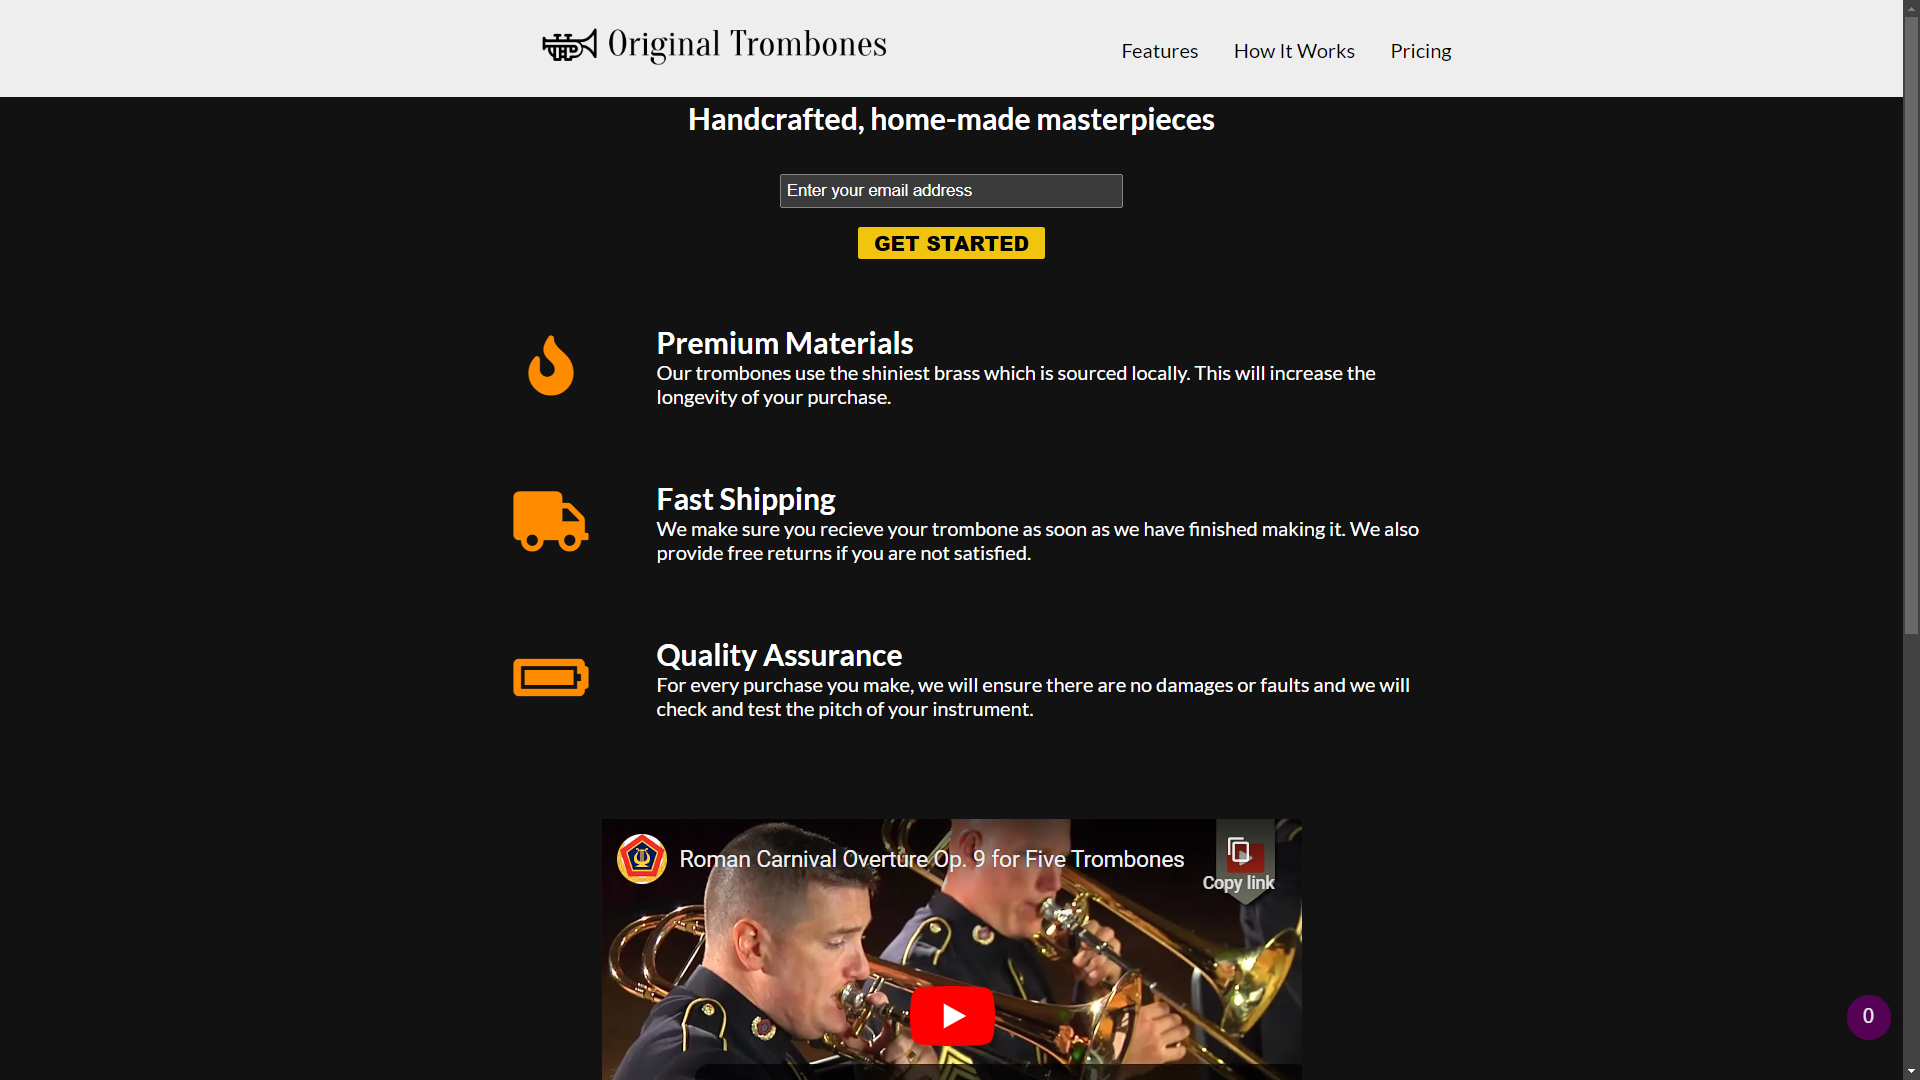 Original Trombones
Features
How It Works
Pricing
Handcrafted, home-made masterpieces
Enter your email address
GET STARTED
Premium Materials
Our trombones use the shiniest brass which is sourced locally. This will increase the
longevity of your purchase.
Fast Shipping
We make sure you recieve your trombone as soon as we have finished making it. We also
provide free returns if you are not satisfied.
Quality Assurance
For every purchase you make, we will ensure there are no damages or faults and we will
check and test the pitch of your instrument.
Roman Carnival Overture Op. 9 for Five Trombones
Copy link
0